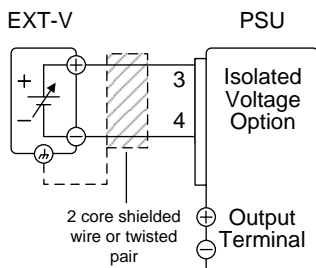 EXT-V
PSU
+
−
+
−
3
4
Isolated
Voltage
Option
2 core shielded
wire or twisted
pair
+
−
Output
Terminal